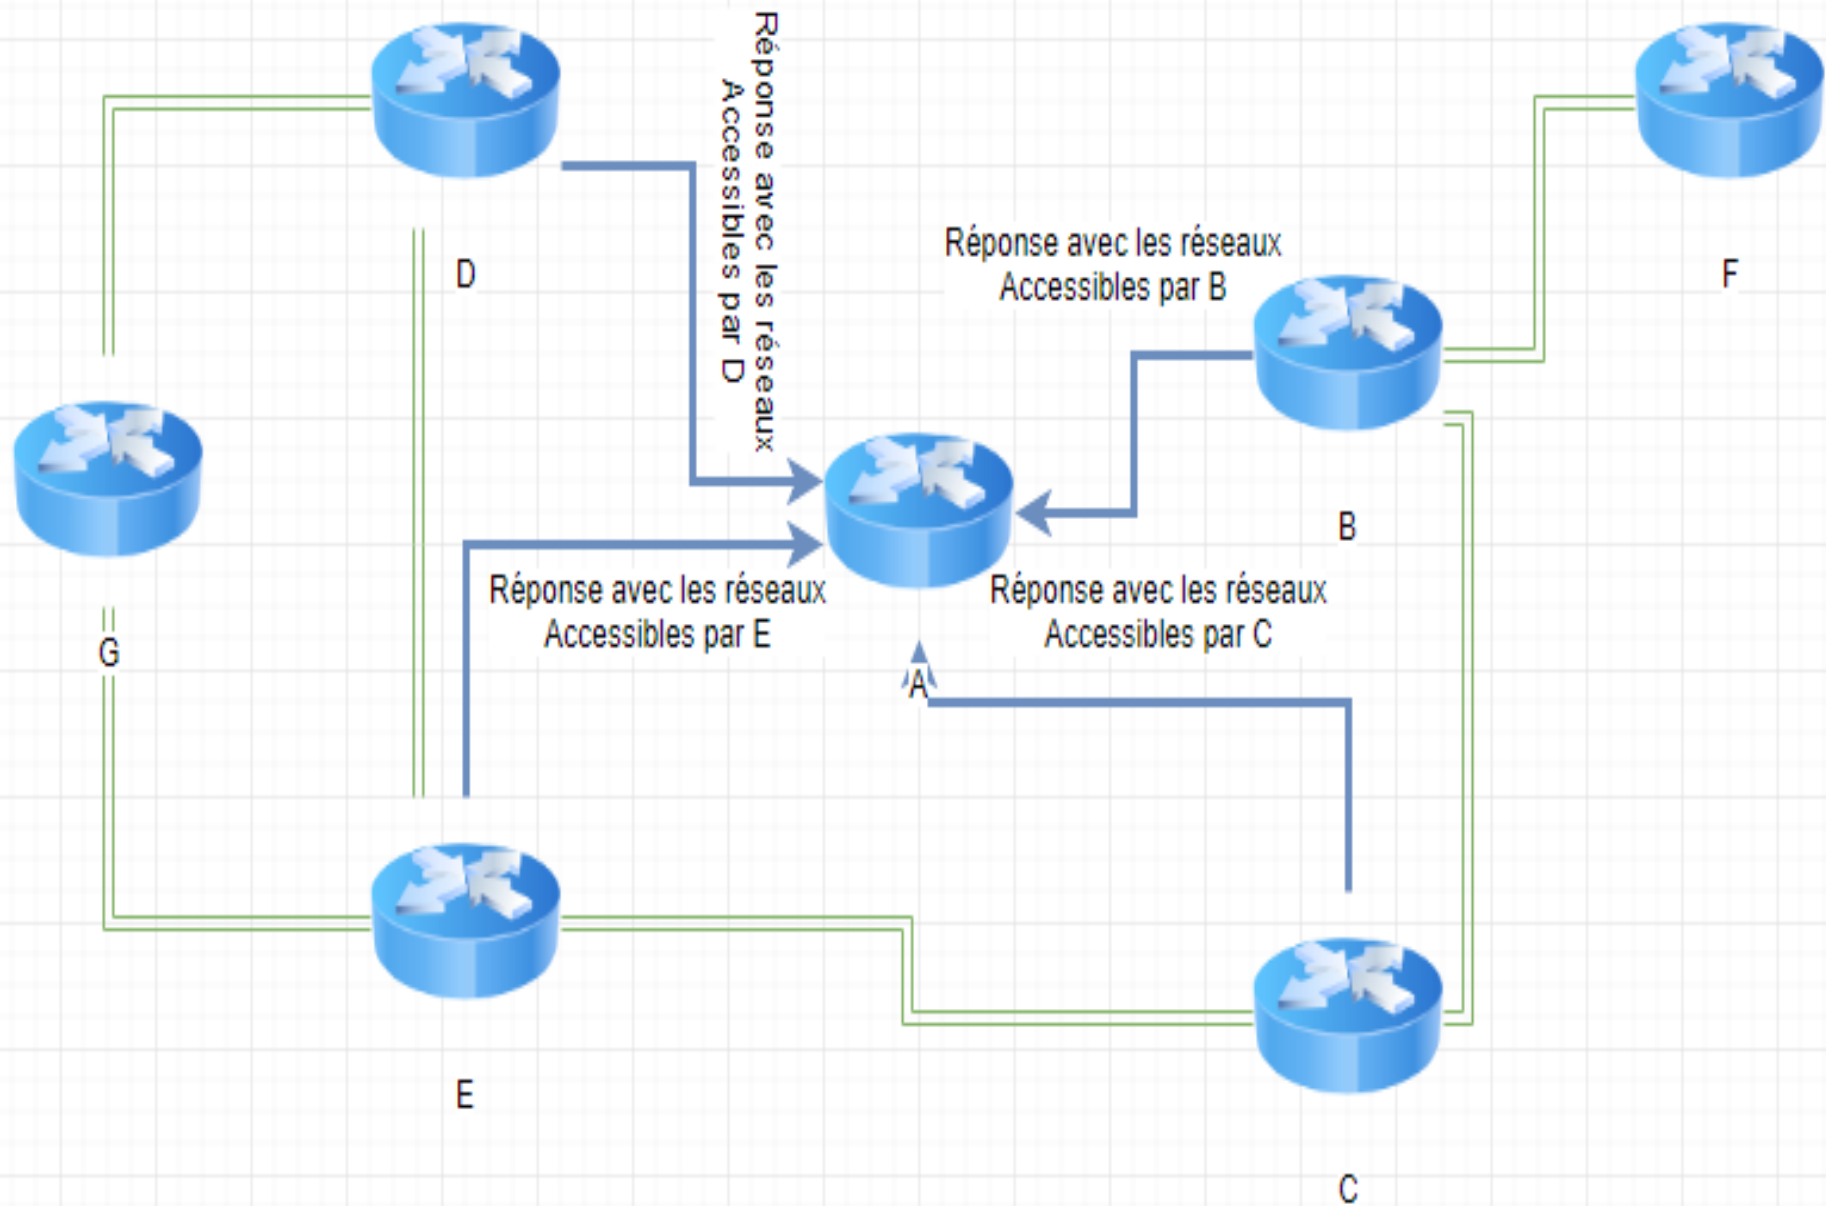 Réponse avec les réseaux
Accessibles par D
D
Réponse avec les réseaux
Accessibles par B
F
B
G
Réponse avec les réseaux
Accessibles par E
Réponse avec les réseaux
Accessibles par C
A
E
C